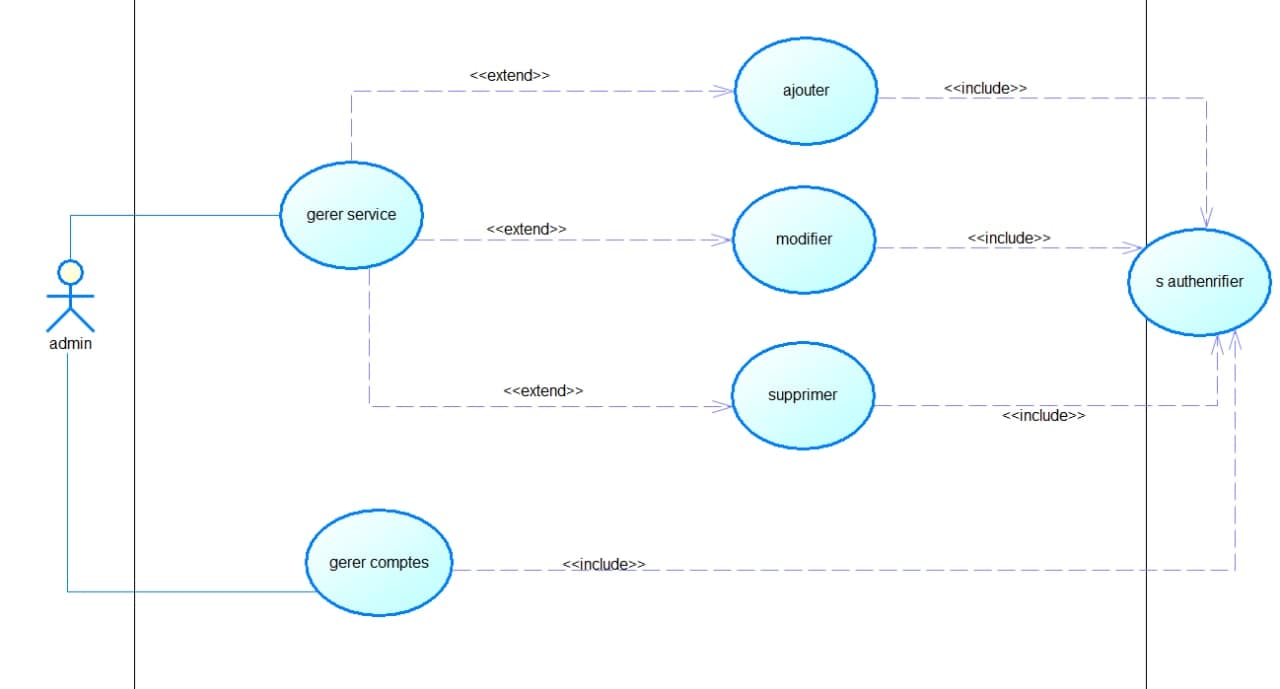 <<extend>>
ajouter
<<include>>
gerer service
<<extend>>
modifier
<<include>>
s authenrifier
admin
<<extend>>
supprimer
<<include>>
gerer comptes
<<include>>